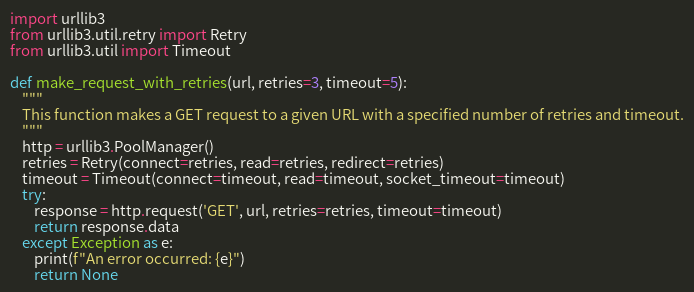 import urllib3
from urllib3.util.retry import Retry
from urllib3.util import Timeout

def make_request_with_retries(url, retries=3, timeout=5):
    """
    This function makes a GET request to a given URL with a specified number of retries and timeout.
    """
    http = urllib3.PoolManager()
    retries = Retry(connect=retries, read=retries, redirect=retries)
    timeout = Timeout(connect=timeout, read=timeout, socket_timeout=timeout)
    try:
        response = http.request('GET', url, retries=retries, timeout=timeout)
        return response.data
    except Exception as e:
        print(f"An error occurred: {e}")
        return None